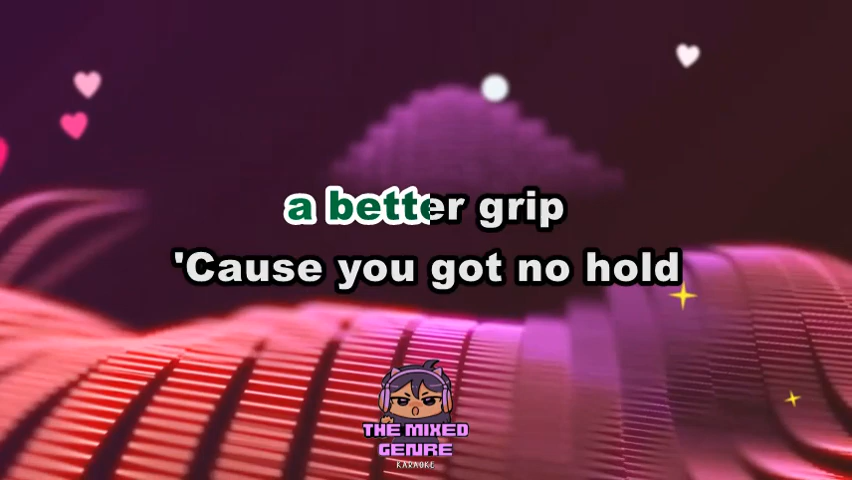 a better grip
'Cause you got no hold
THE MIXED
GENRE
KARAOKE